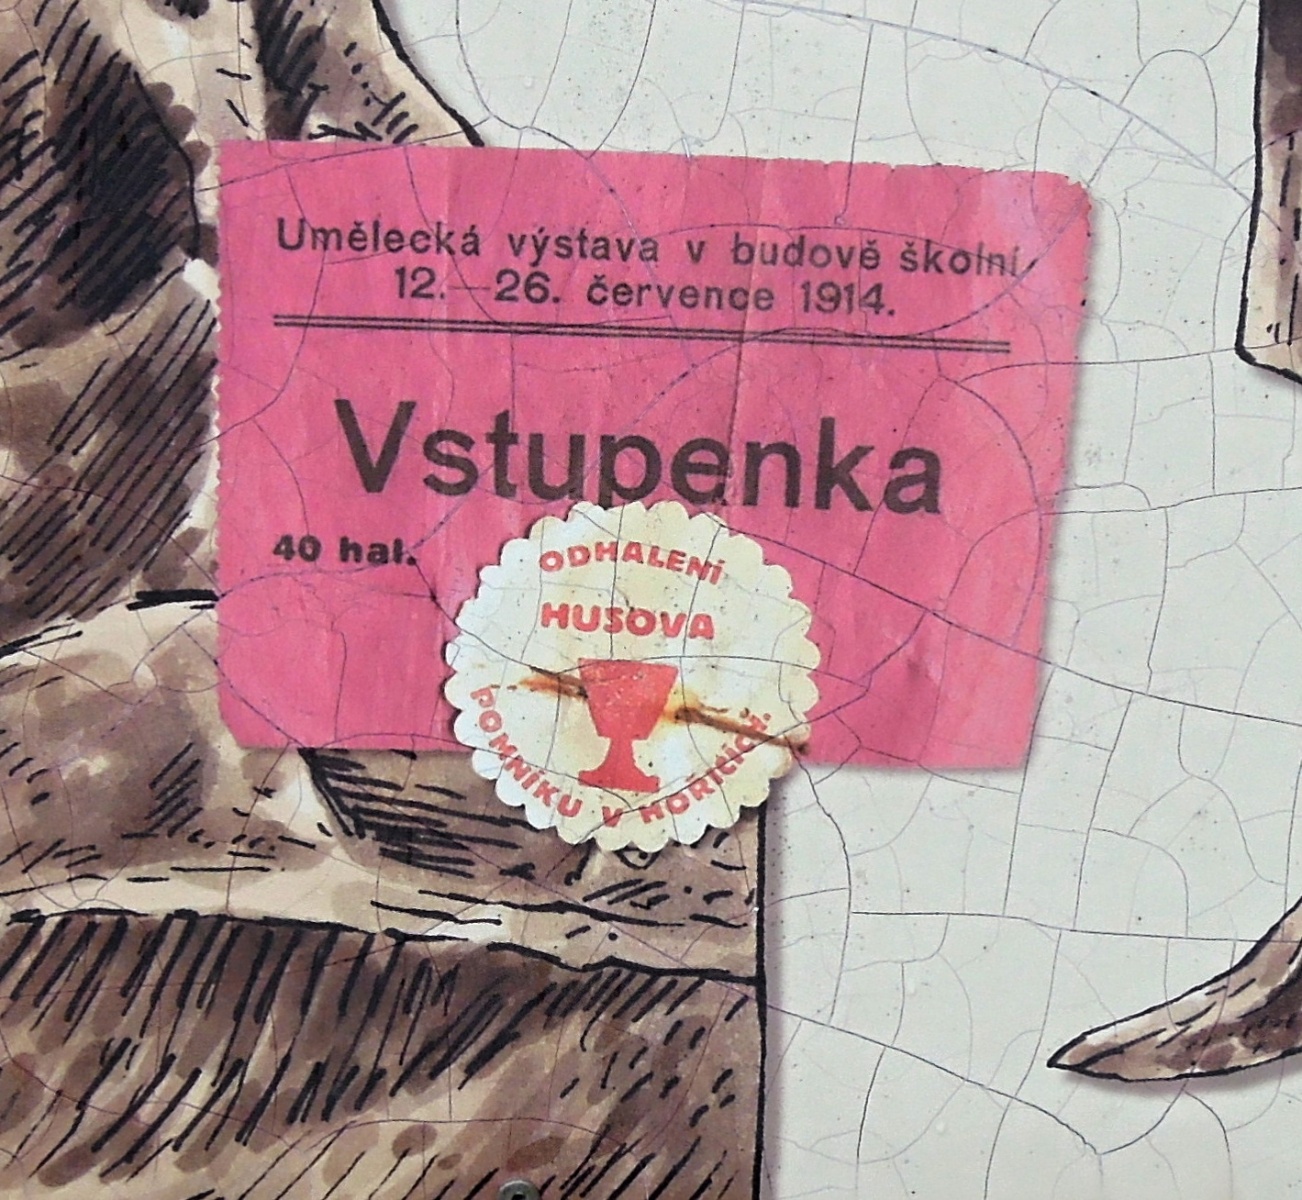 Umělecká výstava v budově školní
12.—26. července 1914.
Vstupenka
40 hal.
ODHALENÍ
HUSOVA
POMNÍKU V HOŘICÍCH